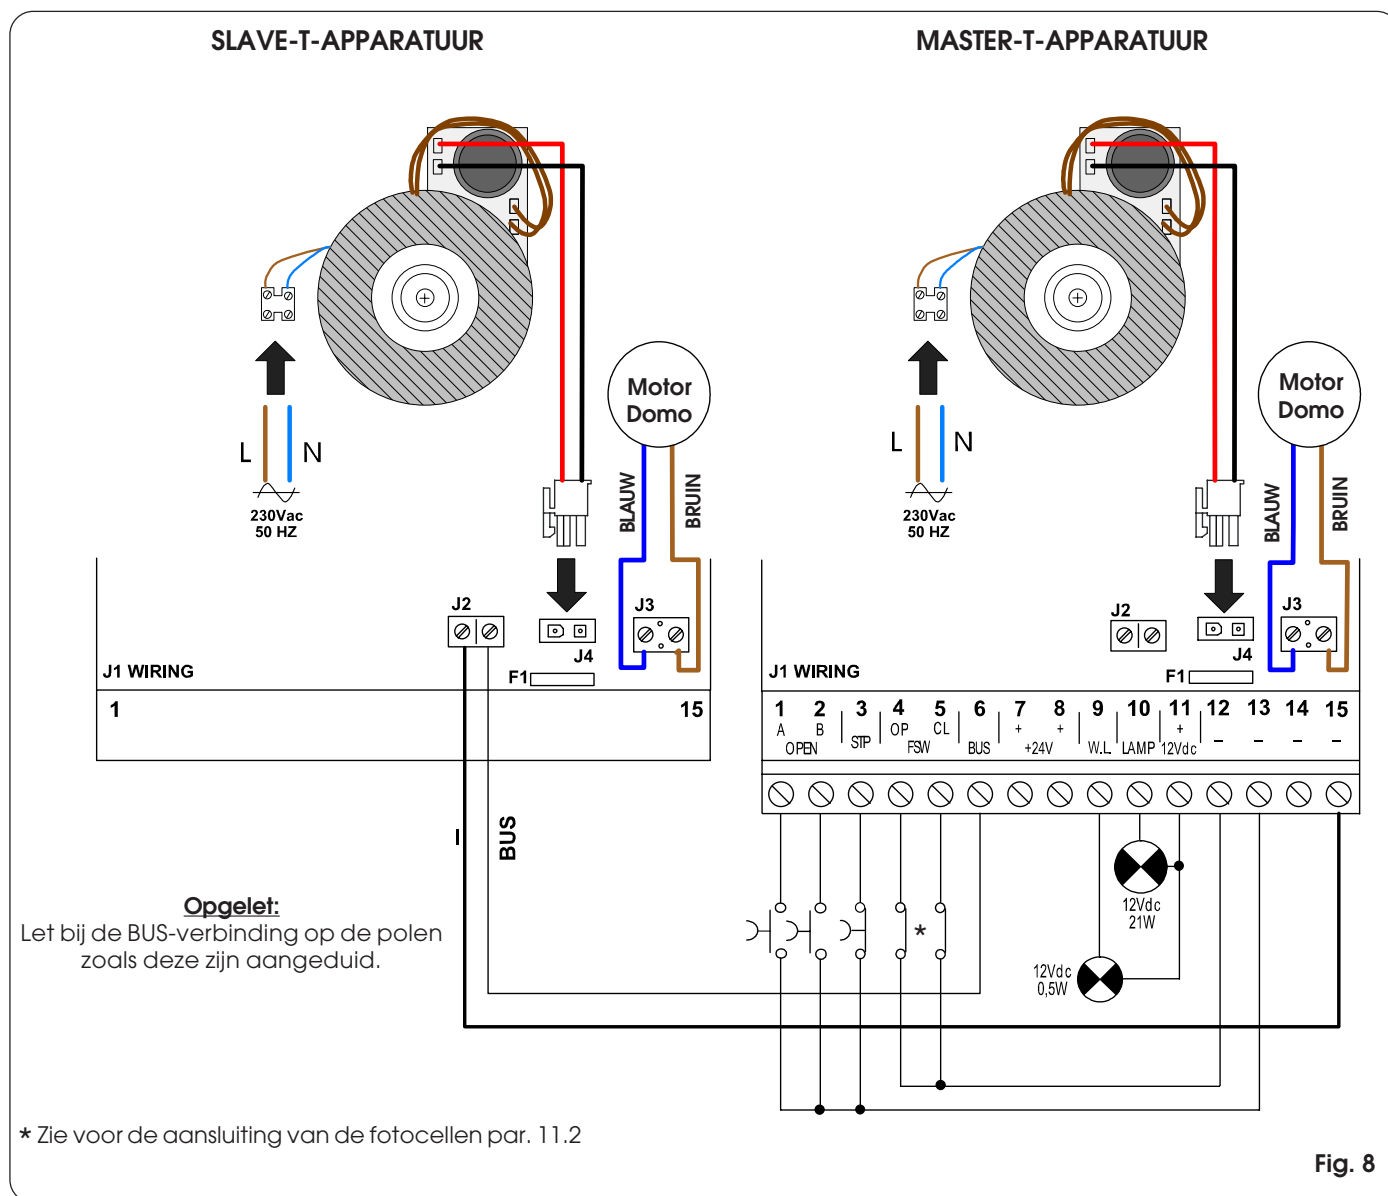 SLAVE-T-APPARATUUR
MASTER-T-APPARATUUR
Motor
Domo
L N
230Vac
50 HZ
BLAUW
BRUIN
J2
J3
J4
F1
J1 WIRING
1 15
I
BUS
Motor
Domo
L N
230Vac
50 HZ
BLAUW
BRUIN
J2
J3
J4
F1
J1 WIRING
1 2 3 4 5 6 7 8 9 10 11 12 13 14 15
A B OP CL + + + – – – –
OPEN STP FSW BUS +24V W.L. LAMP 12Vdc
*
12Vdc
21W
12Vdc
0,5W
Opgelet:
Let bij de BUS-verbinding op de polen
zoals deze zijn aangeduid.
* Zie voor de aansluiting van de fotocellen par. 11.2
Fig. 8